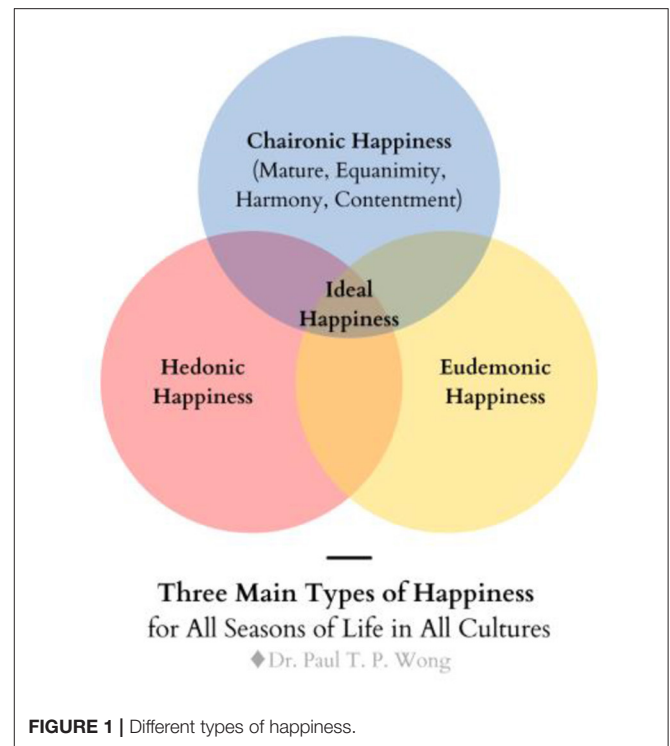 Chaironic Happiness
(Mature, Equanimity,
Harmony, Contentment)
Ideal
Happiness
Hedonic
Happiness
Eudemonic
Happiness
Three Main Types of Happiness
for All Seasons of Life in All Cultures
◆Dr. Paul T. P. Wong
FIGURE 1 | Different types of happiness.